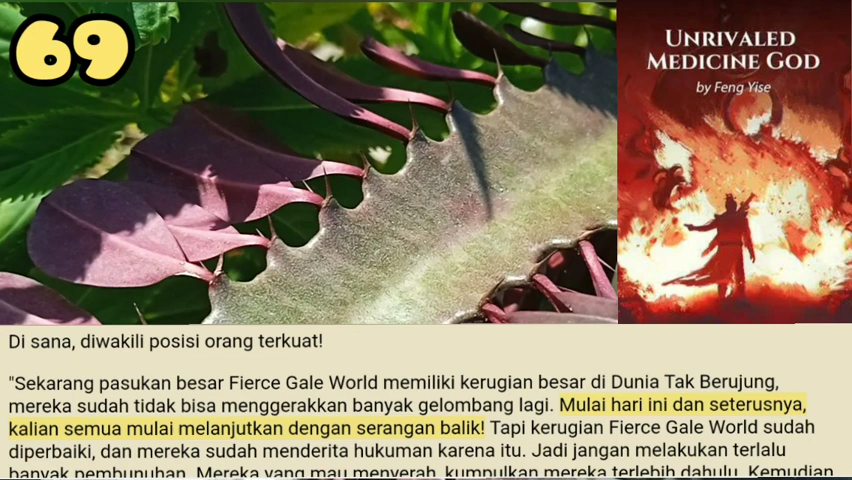 69
UNRIVALED
MEDICINE GOD
by Feng Yise
Di sana, diwakili posisi orang terkuat!
"Sekarang pasukan besar Fierce Gale World memiliki kerugian besar di Dunia Tak Berujung,
mereka sudah tidak bisa menggerakkan banyak gelombang lagi. Mulai hari ini dan seterusnya,
kalian semua mulai melanjutkan dengan serangan balik! Tapi kerugian Fierce Gale World sudah
diperbaiki, dan mereka sudah menderita hukuman karena itu. Jadi jangan melakukan terlalu
banyak pembunuhan. Mereka yang mau menyerah, kumpulkan mereka terlebih dahulu. Kemudian